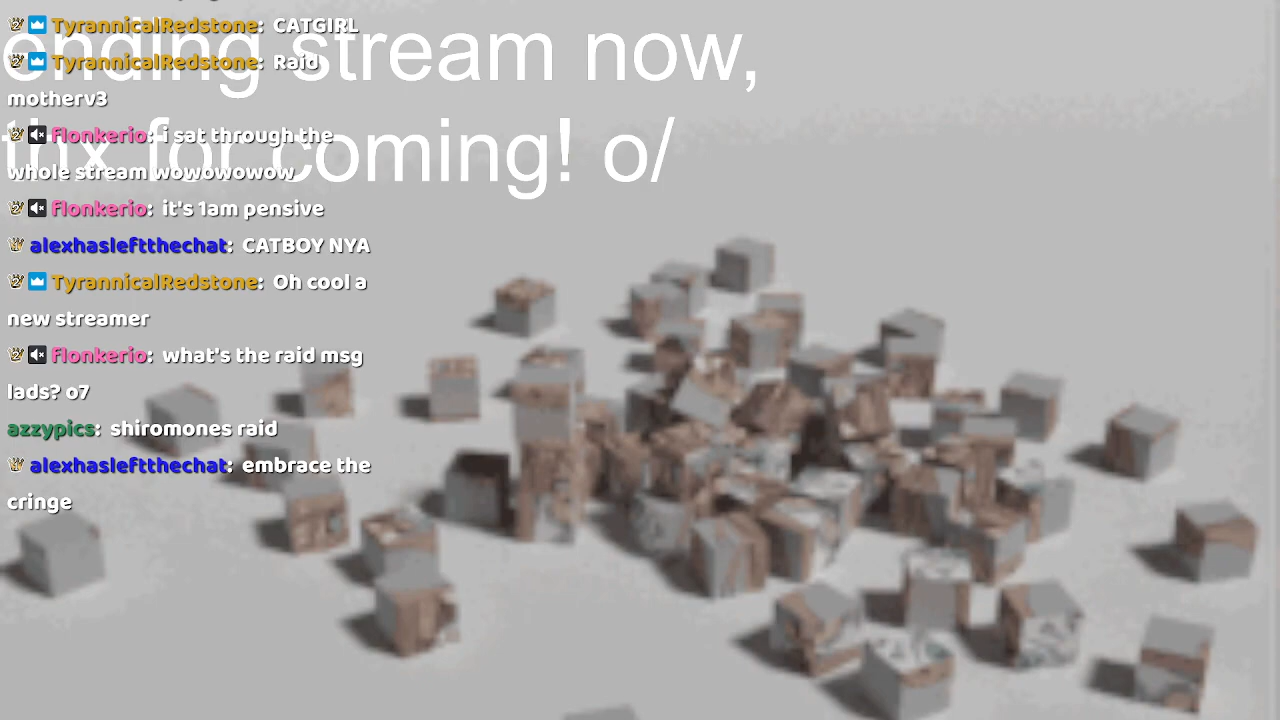 TyrannicalRedstone: CATGIRL
ending stream now,
TyrannicalRedstone: Raid
motherv3
flonkerio: i sat through the
thx for coming! o/
whole stream wowowowow
flonkerio: it's 1am pensive
alexhasleftthechat: CATBOY NYA
TyrannicalRedstone: Oh cool a
new streamer
flonkerio: what's the raid msg
lads? o7
azzypics: shiromones raid
alexhasleftthechat: embrace the
cringe